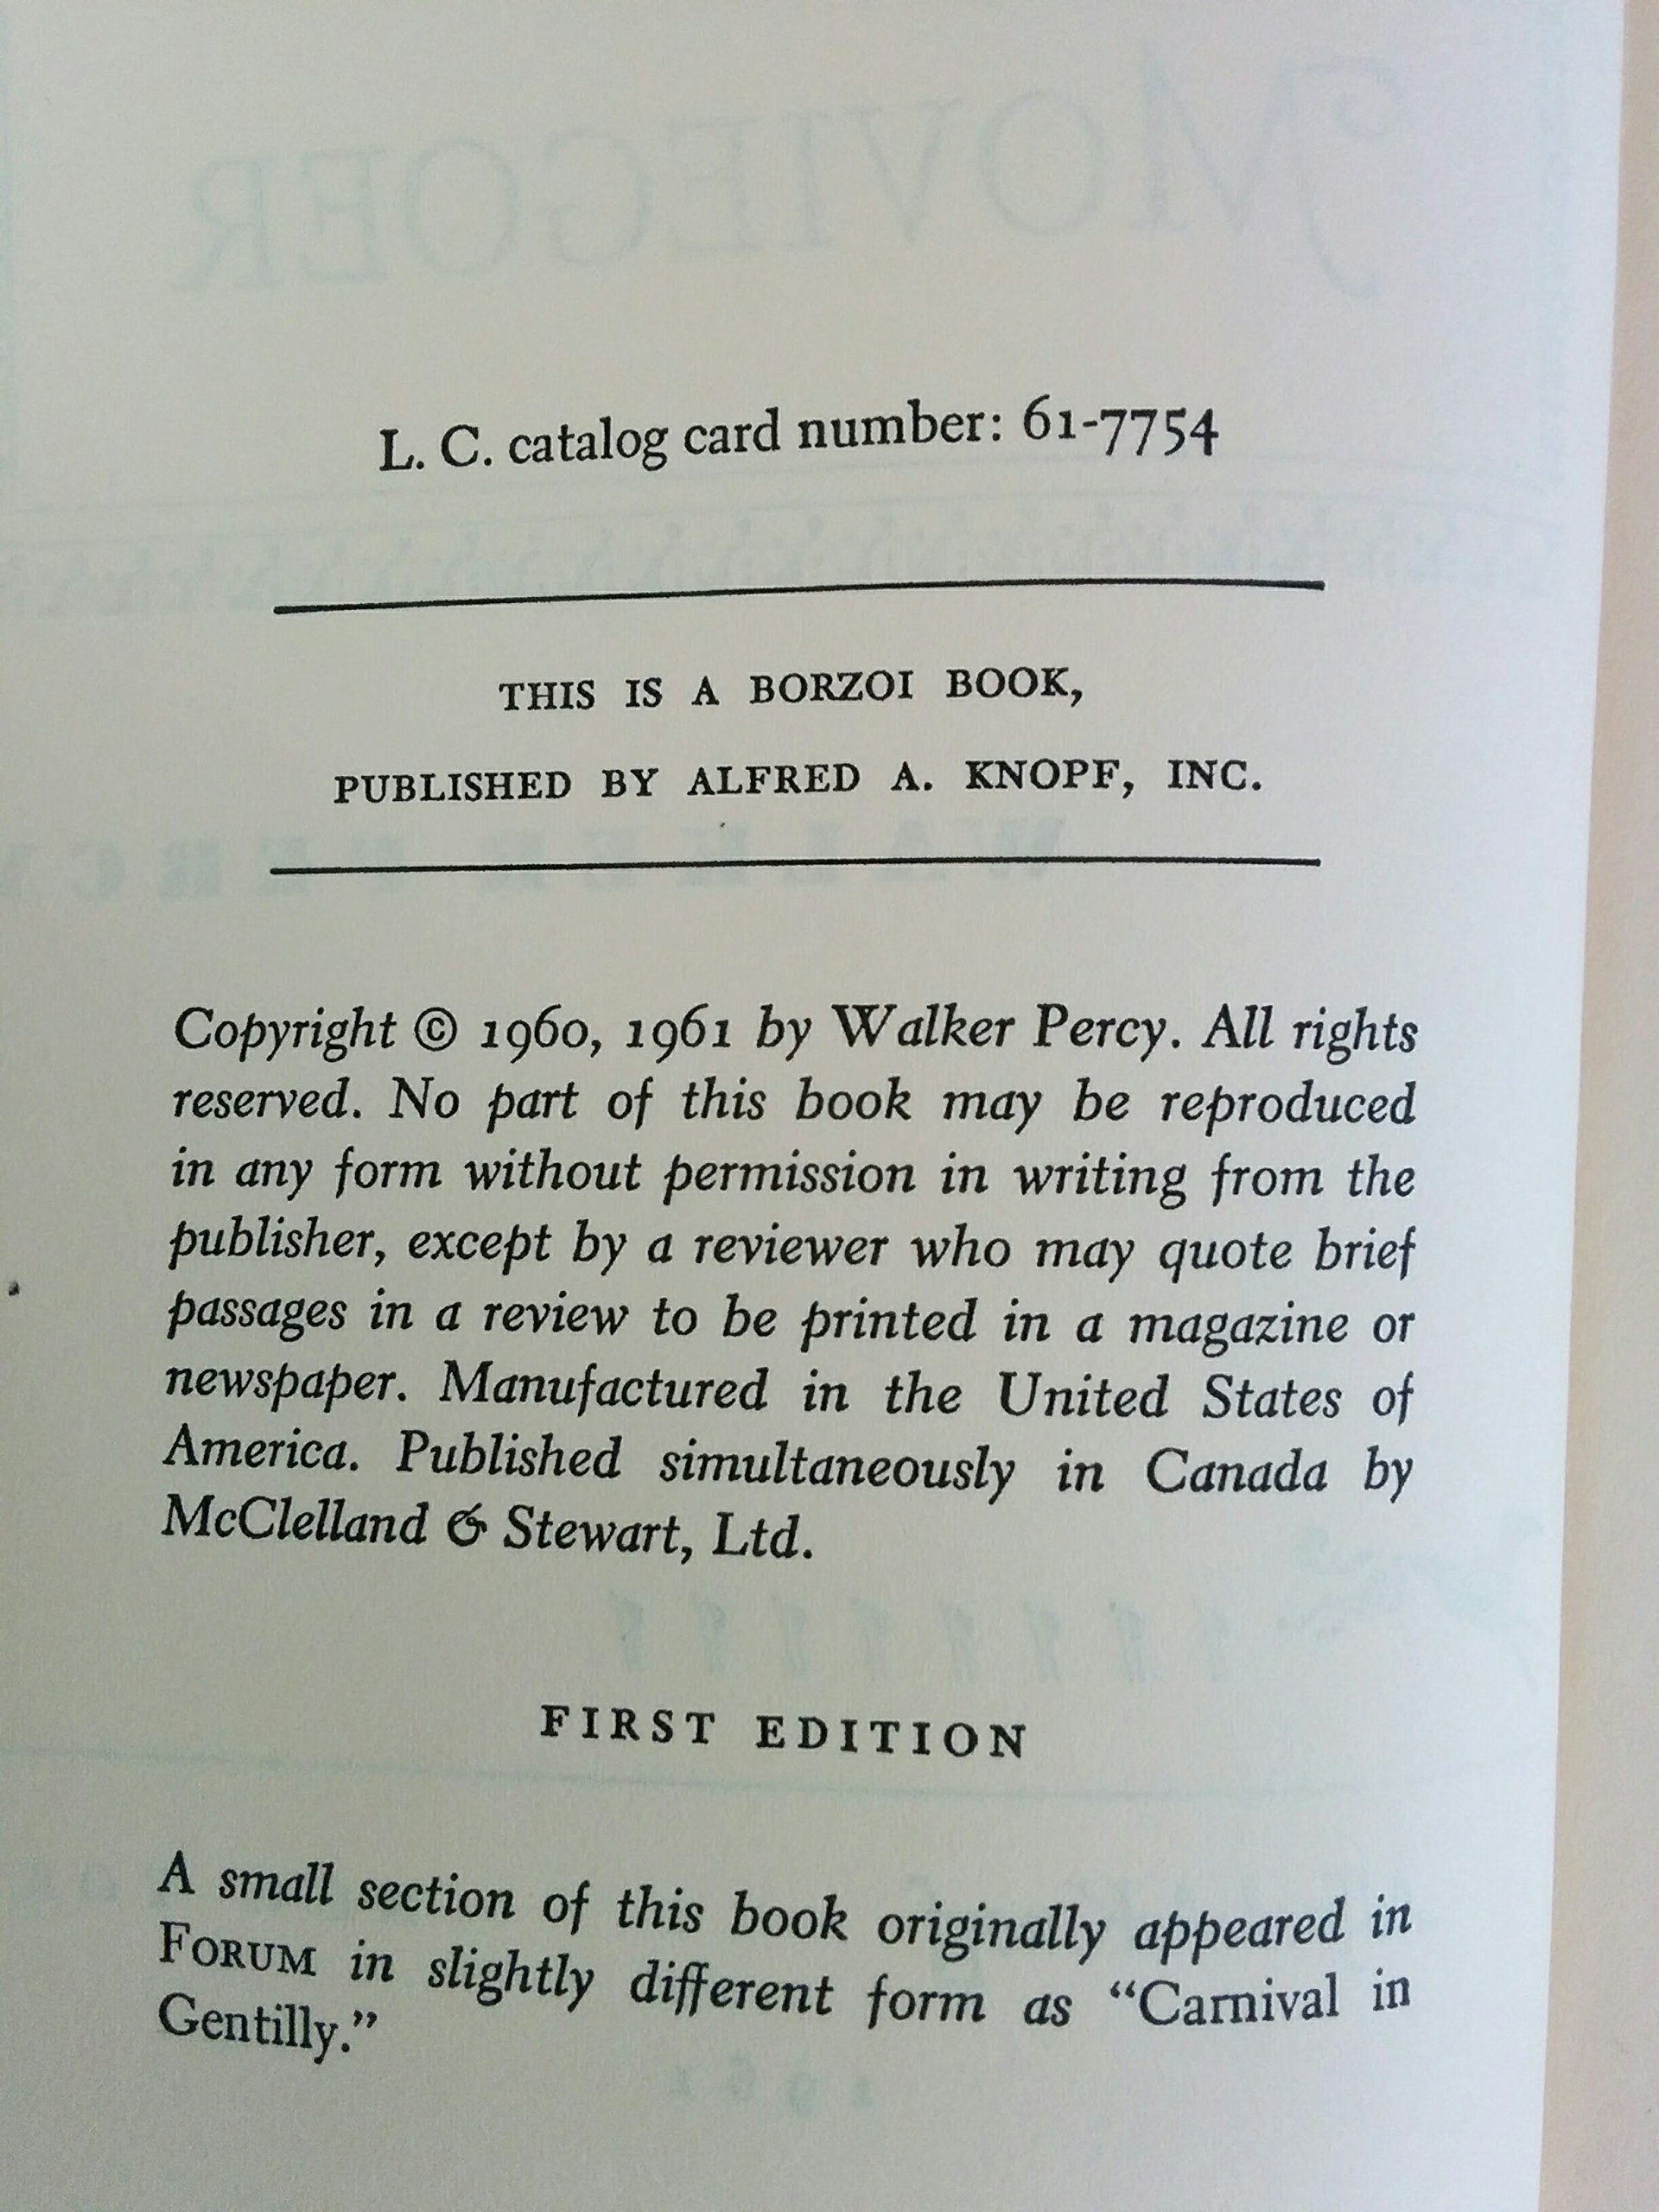 MOVIEGOER
L. C. catalog card number: 61-7754
THIS IS A BORZOI BOOK,
PUBLISHED BY ALFRED A. KNOPF, INC.
WALKER PERCY
Copyright © 1960, 1961 by Walker Percy. All rights
reserved. No part of this book may be reproduced
in any form without permission in writing from the
publisher, except by a reviewer who may quote brief
passages in a review to be printed in a magazine or
newspaper. Manufactured in the United States of
America. Published simultaneously in Canada by
McClelland & Stewart, Ltd.
FIRST EDITION
A small section of this book originally appeared in
FORUM in slightly different form as "Carnival in
Gentilly."
1961